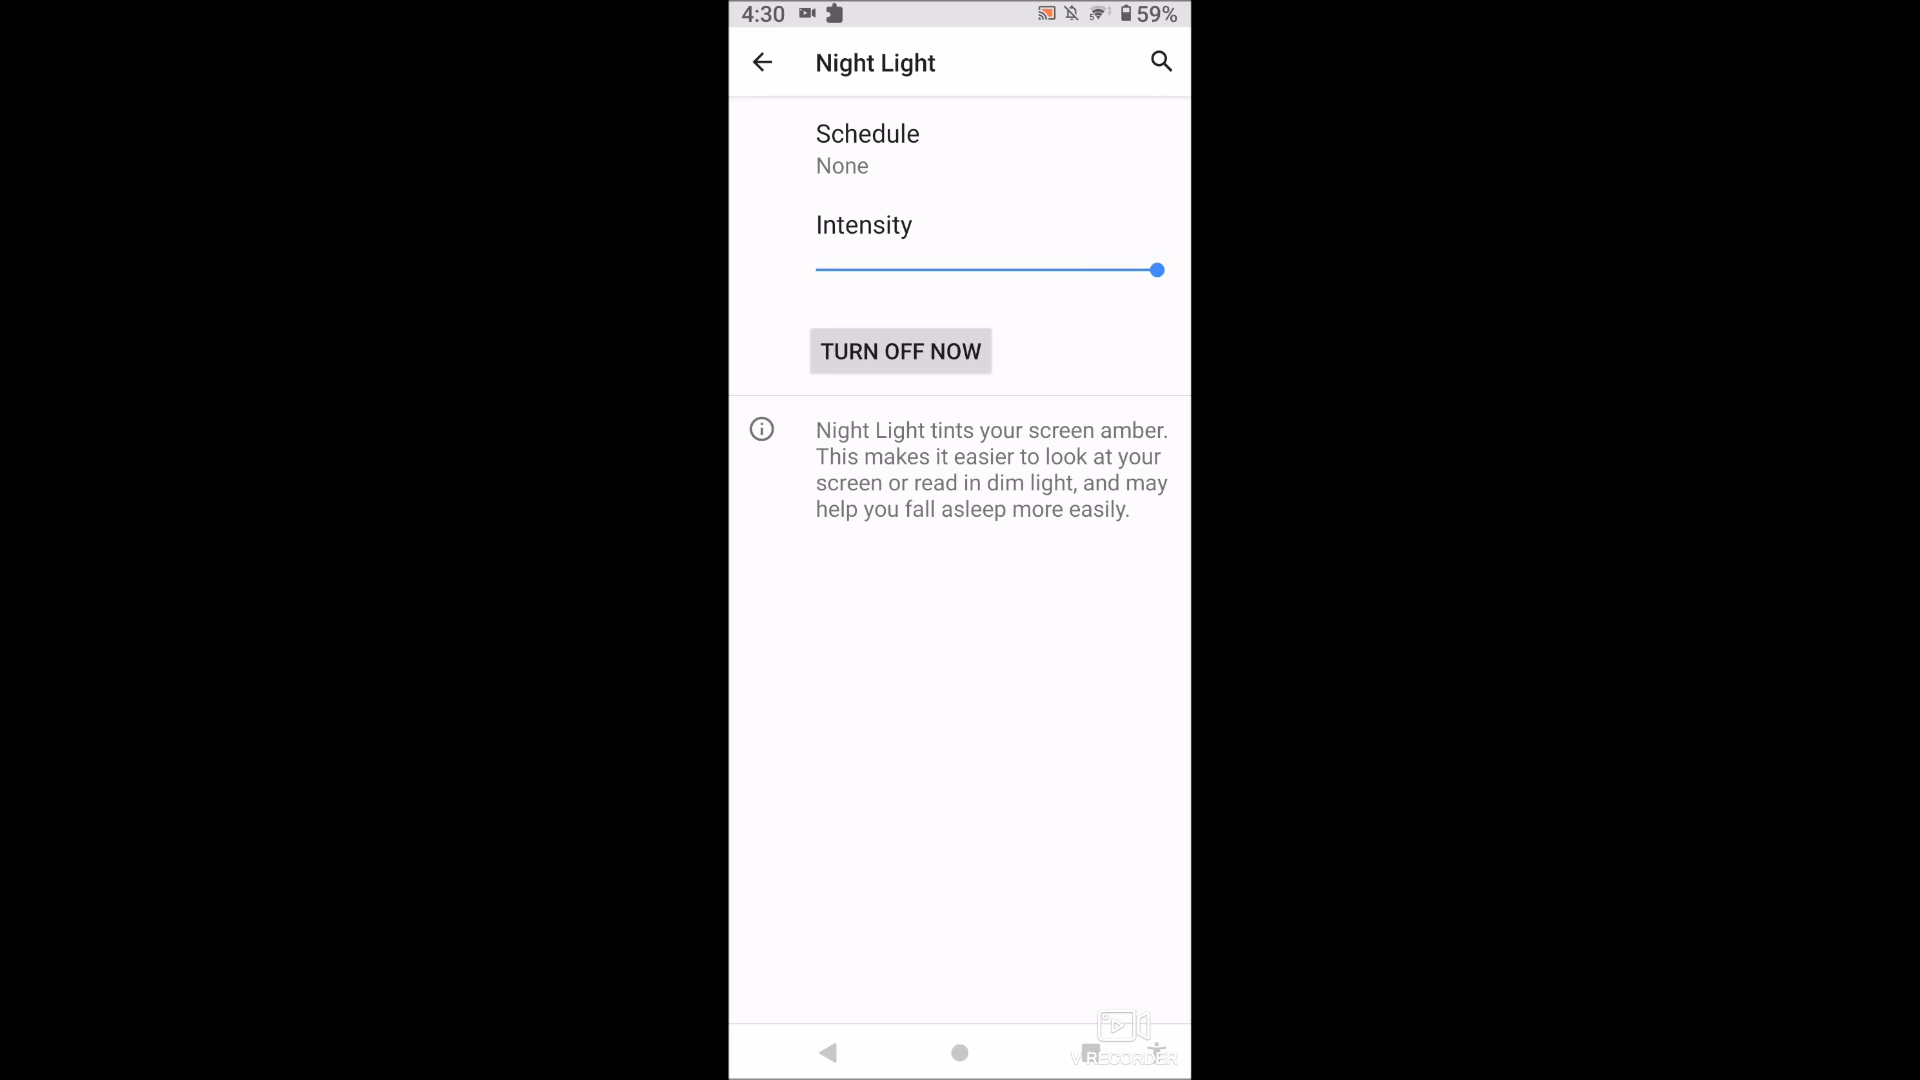 4:30 59%
Night Light
Schedule
None
Intensity
TURN OFF NOW
Night Light tints your screen amber.
This makes it easier to look at your
screen or read in dim light, and may
help you fall asleep more easily.
V RECORDER